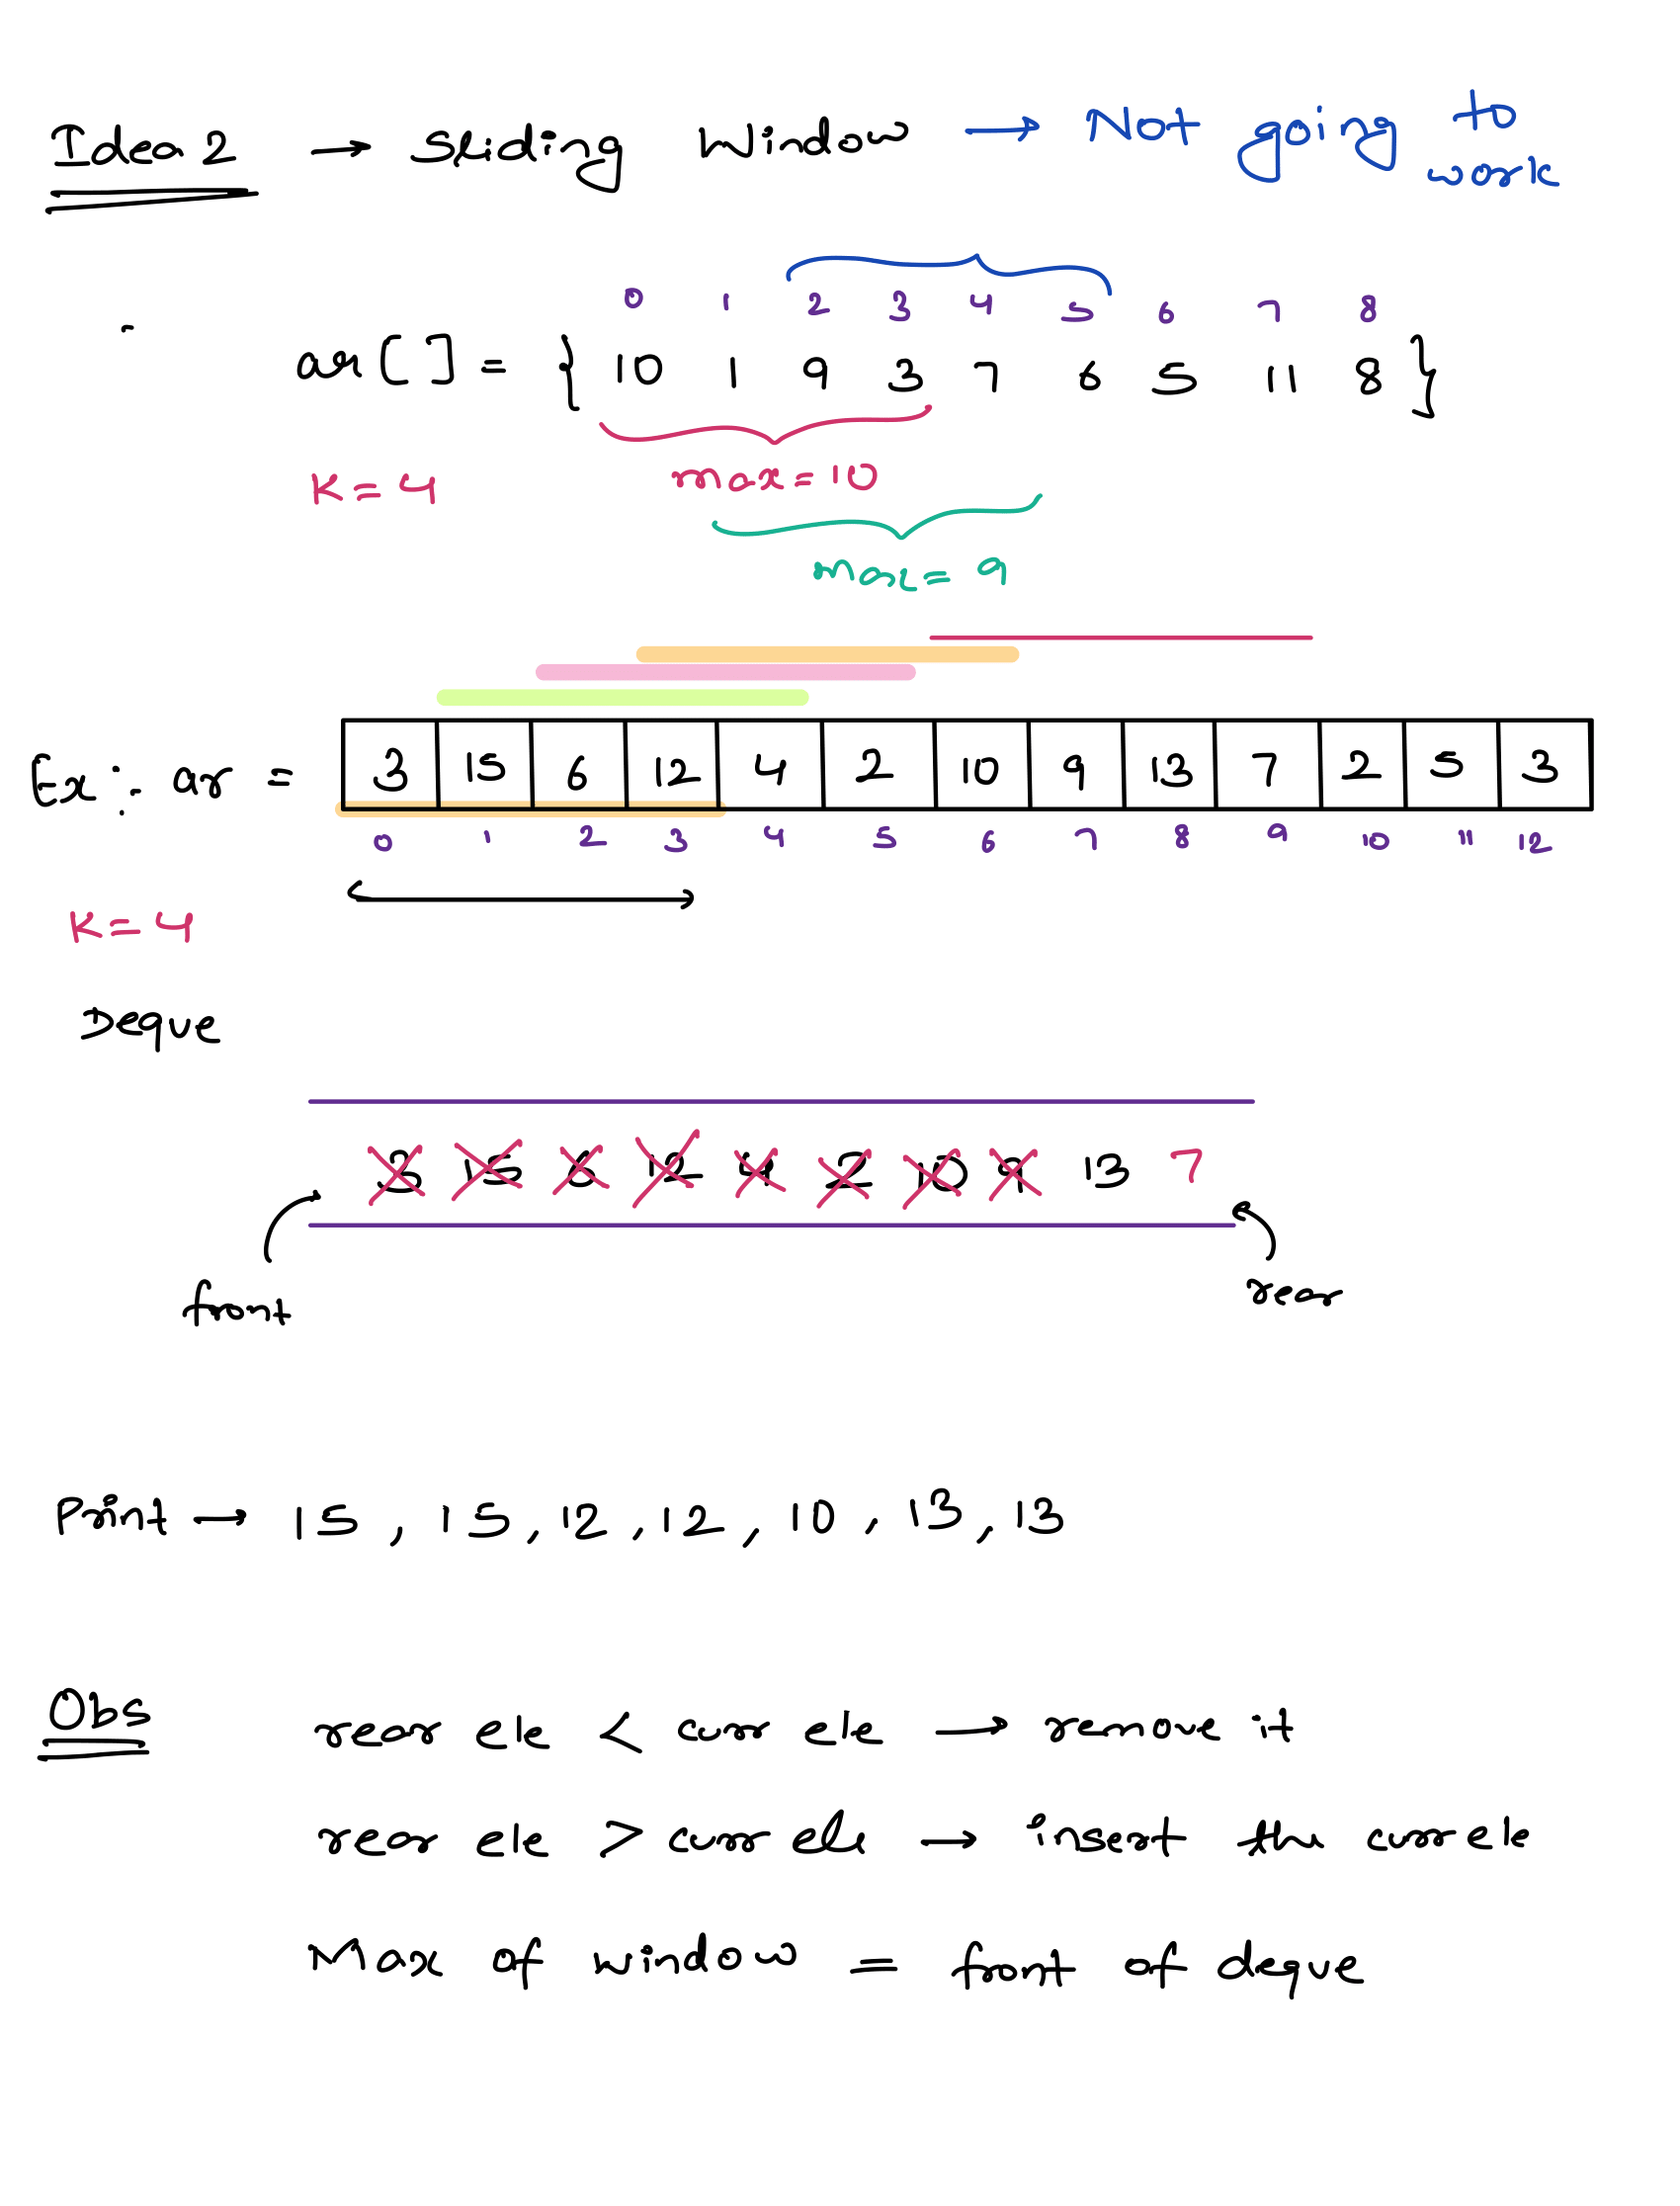 Idea 2 → Sliding Window → Not going to
work
0 1 2 3 4 5 6 7 8
ar[ ] = { 10 1 9 3 7 6 5 11 8 }
K = 4 max = 10
max = 9
Ex :. ar = 3 15 6 12 4 2 10 9 13 7 2 5 3
0 1 2 3 4 5 6 7 8 9 10 11 12
K = 4
Deque
3 15 6 12 4 2 10 9 13 7
front rear
Print → 15 , 15 , 12 , 12 , 10 , 13 , 13
Obs rear ele < curr ele → remove it
rear ele > curr ele → insert the curr ele
Max of window = front of deque